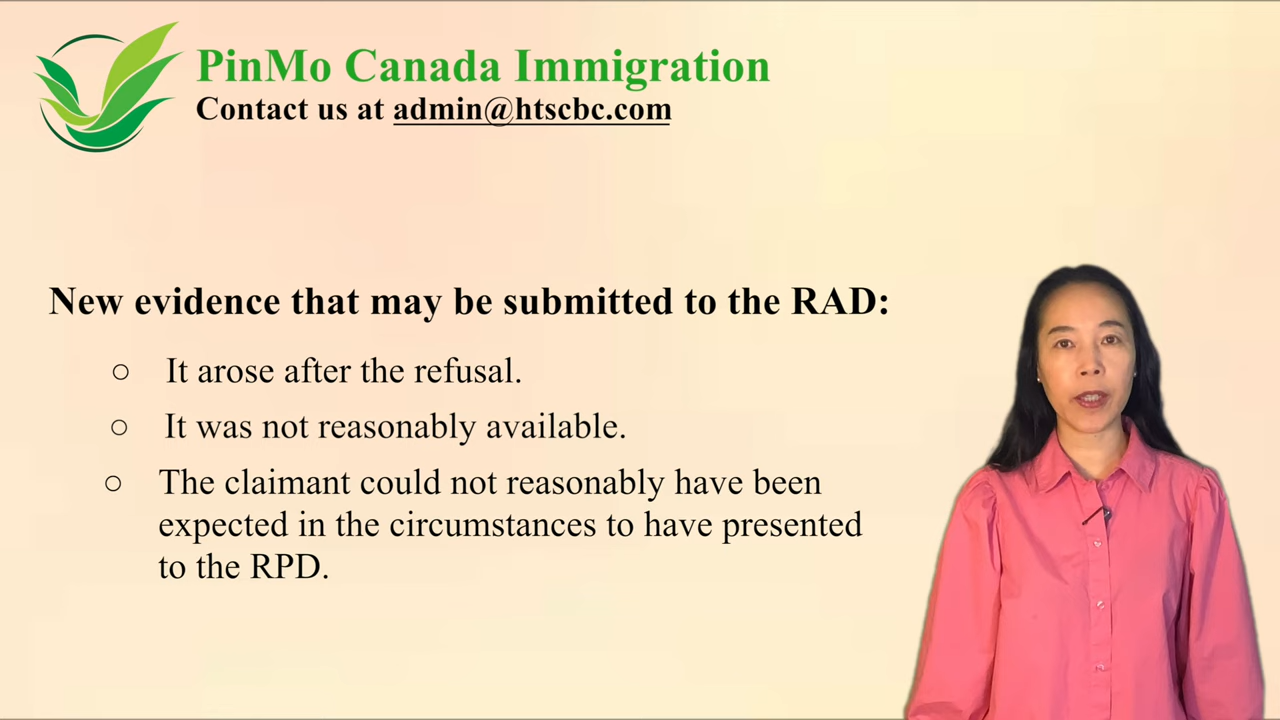 PinMo Canada Immigration
Contact us at admin@htscbc.com
New evidence that may be submitted to the RAD:
○ It arose after the refusal.
○ It was not reasonably available.
○ The claimant could not reasonably have been
expected in the circumstances to have presented
to the RPD.